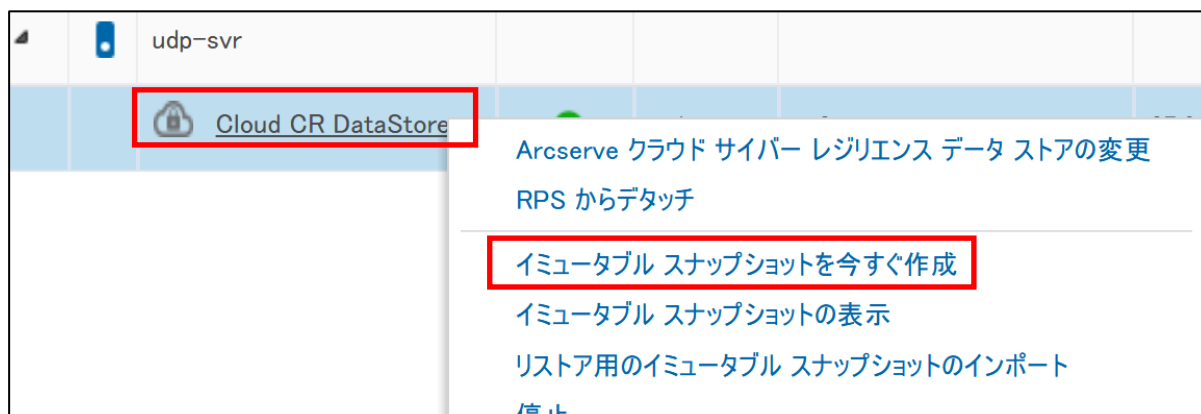 udp-svr
Cloud CR DataStore
Arcserve クラウド サイバー レジリエンス データ ストアの変更
RPS からデタッチ
イミュータブル スナップショットを今すぐ作成
イミュータブル スナップショットの表示
リストア用のイミュータブル スナップショットのインポート
停止